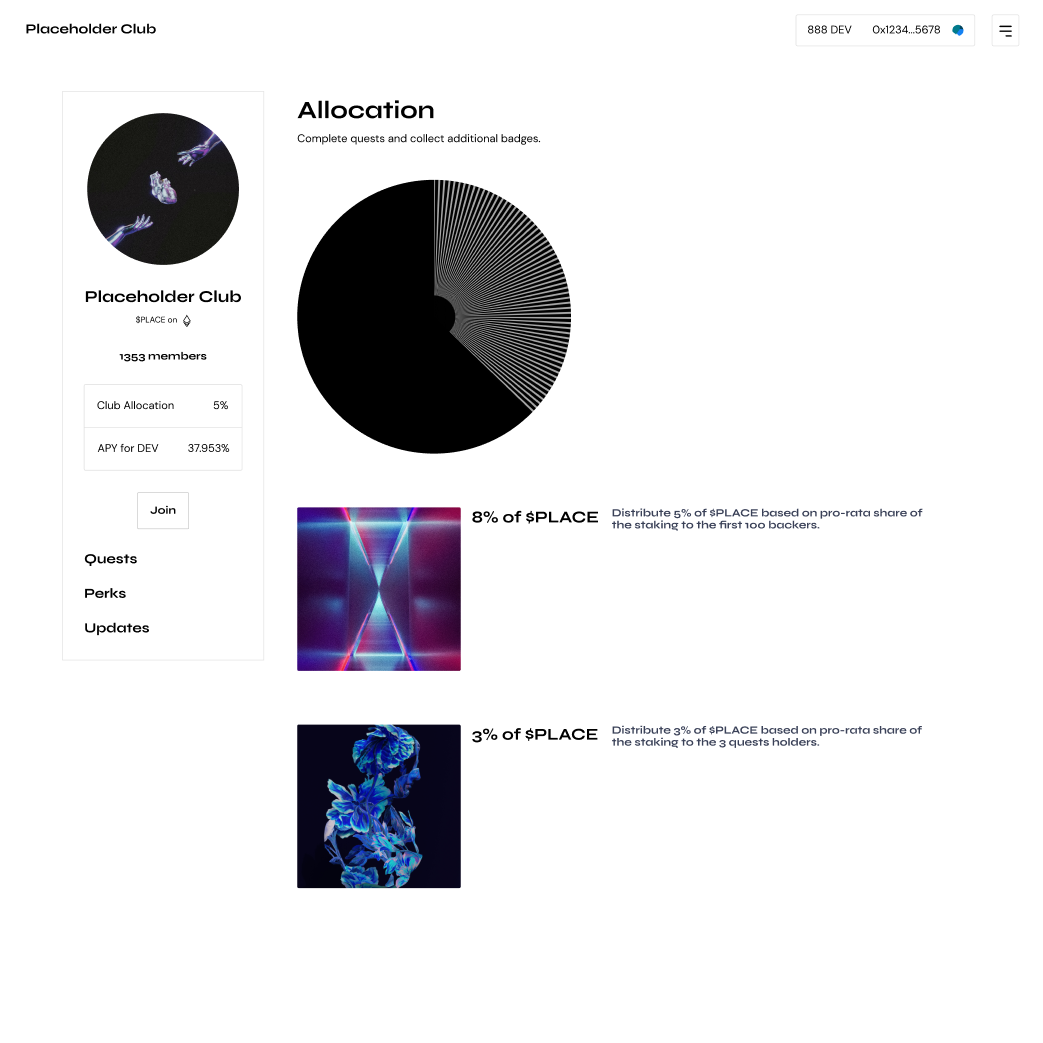 Placeholder Club
888 DEV 0x1234...5678
Placeholder Club
$PLACE on
1353 members
Club Allocation 5%
APY for DEV 37.953%
Join
Quests
Perks
Updates
Allocation
Complete quests and collect additional badges.
8% of $PLACE
Distribute 5% of $PLACE based on pro-rata share of
the staking to the first 100 backers.
3% of $PLACE
Distribute 3% of $PLACE based on pro-rata share of
the staking to the 3 quests holders.